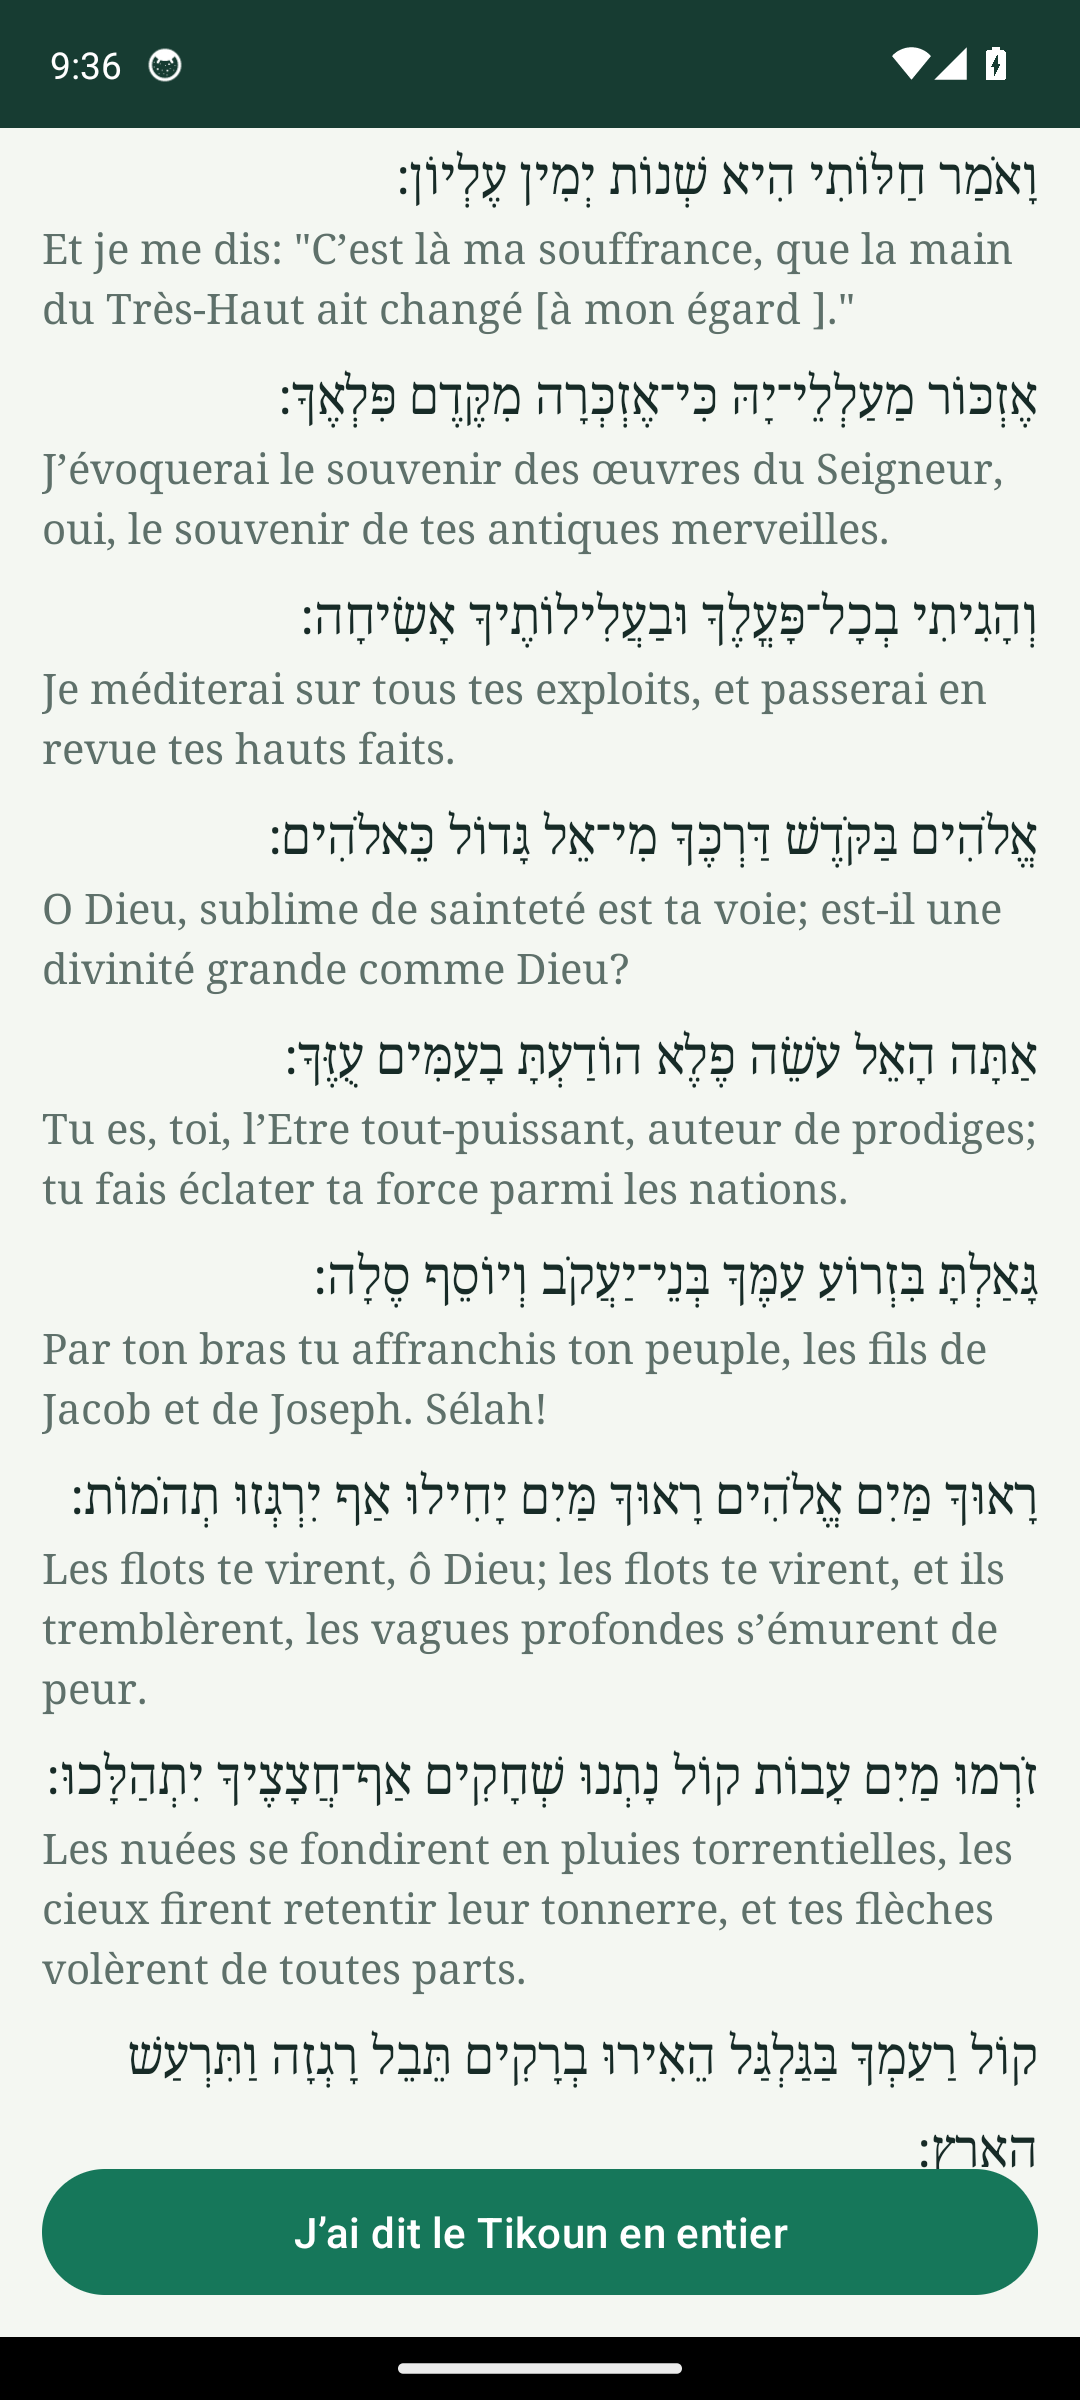 9:36
וָאֹמַר חַלּוֹתִי הִיא שְׁנוֹת יְמִין עֶלְיוֹן:
Et je me dis: "C’est là ma souffrance, que la main
du Très-Haut ait changé [à mon égard ]."
אֶזְכּוֹר מַעַלְלֵי־יָהּ כִּי־אֶזְכְּרָה מִקֶּדֶם פִּלְאֶךָ:
J’évoquerai le souvenir des œuvres du Seigneur,
oui, le souvenir de tes antiques merveilles.
וְהָגִיתִי בְכָל־פָּעֳלֶךָ וּבַעֲלִילוֹתֶיךָ אָשִׂיחָה:
Je méditerai sur tous tes exploits, et passerai en
revue tes hauts faits.
אֱלֹהִים בַּקֹּדֶשׁ דַּרְכֶּךָ מִי־אֵל גָּדוֹל כֵּאלֹהִים:
O Dieu, sublime de sainteté est ta voie; est-il une
divinité grande comme Dieu?
אַתָּה הָאֵל עֹשֵׂה פֶלֶא הוֹדַעְתָּ בָעַמִּים עֻזֶּךָ:
Tu es, toi, l’Etre tout-puissant, auteur de prodiges;
tu fais éclater ta force parmi les nations.
גָּאַלְתָּ בִּזְרוֹעַ עַמֶּךָ בְּנֵי־יַעֲקֹב וְיוֹסֵף סֶלָה:
Par ton bras tu affranchis ton peuple, les fils de
Jacob et de Joseph. Sélah!
רָאוּךָ מַּיִם אֱלֹהִים רָאוּךָ מַּיִם יָחִילוּ אַף יִרְגְּזוּ תְהֹמוֹת:
Les flots te virent, ô Dieu; les flots te virent, et ils
tremblèrent, les vagues profondes s’émurent de
peur.
זֹרְמוּ מַיִם עָבוֹת קוֹל נָתְנוּ שְׁחָקִים אַף־חֲצָצֶיךָ יִתְהַלָּכוּ:
Les nuées se fondirent en pluies torrentielles, les
cieux firent retentir leur tonnerre, et tes flèches
volèrent de toutes parts.
קוֹל רַעַמְךָ בַּגַּלְגַּל הֵאִירוּ בְרָקִים תֵּבֵל רָגְזָה וַתִּרְעַשׁ
הארץ:
J’ai dit le Tikoun en entier